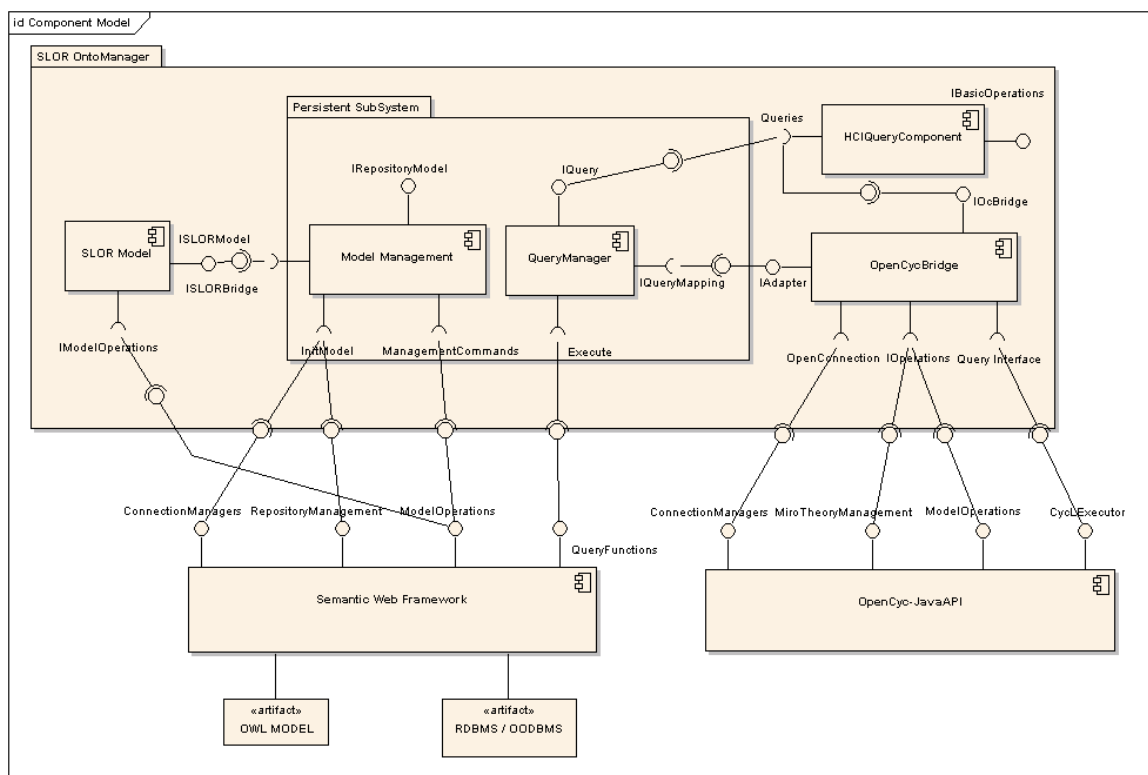 id Component Model
SLOR OntoManager
IBasicOperations
Persistent SubSystem
Queries
HCIQueryComponent
IRepositoryModel
IQuery
IOcBridge
SLOR Model
ISLORModel
Model Management
QueryManager
OpenCycBridge
ISLORBridge
IQueryMapping
IAdapter
IModelOperations
InitModel
ManagementCommands
Execute
OpenConnection
IOperations
Query Interface
ConnectionManagers
RepositoryManagement
ModelOperations
ConnectionManagers
MiroTheoryManagement
ModelOperations
CycLExecutor
QueryFunctions
Semantic Web Framework
OpenCyc-JavaAPI
«artifact»
OWL MODEL
«artifact»
RDBMS / OODBMS